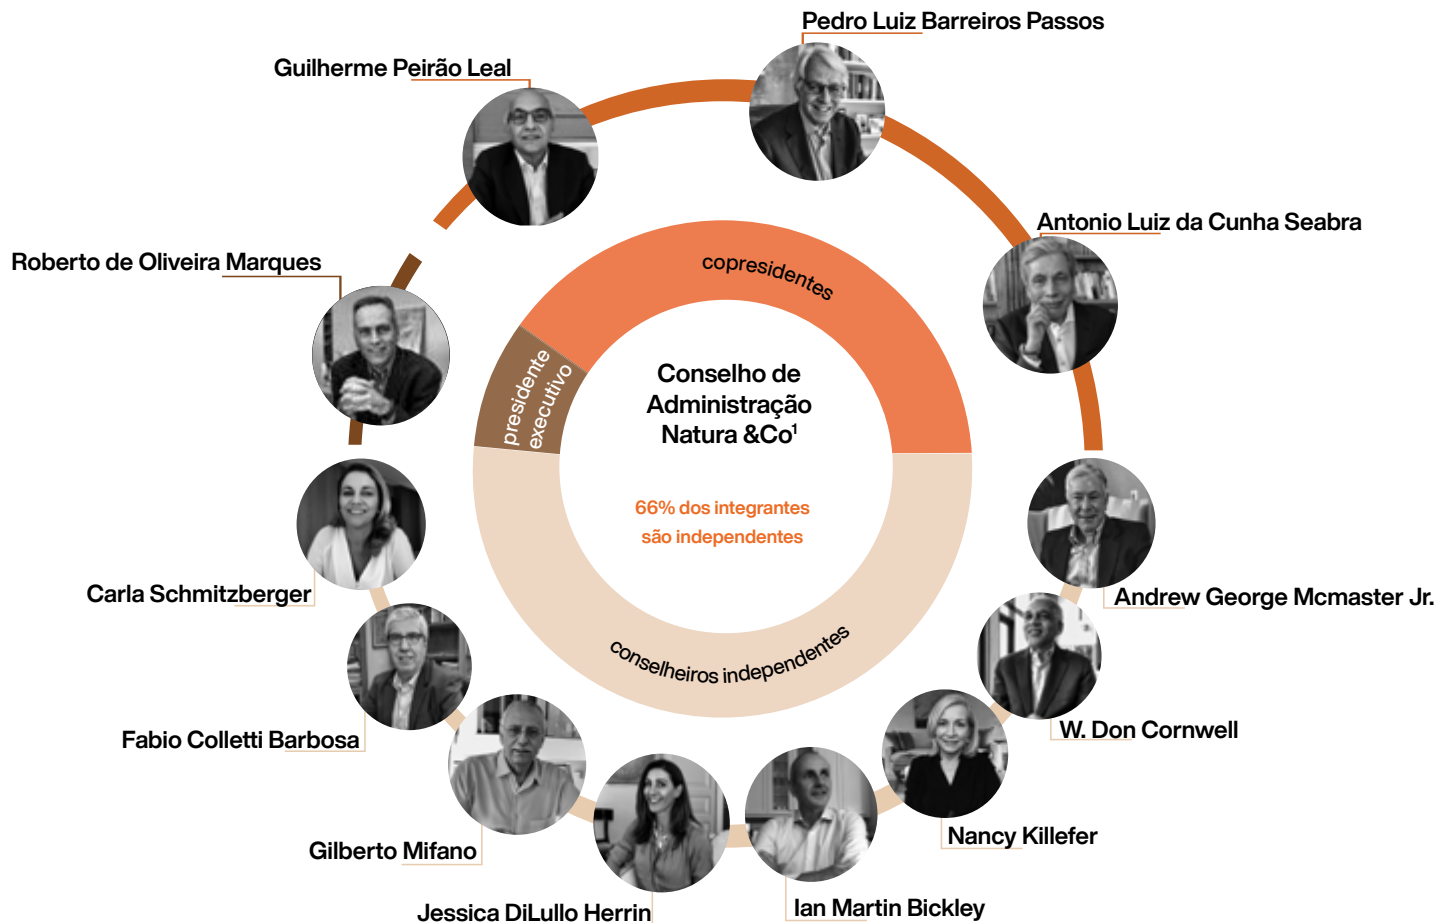 Pedro Luiz Barreiros Passos
Guilherme Peirão Leal
Antonio Luiz da Cunha Seabra
Roberto de Oliveira Marques
copresidentes
presidente
executivo
Conselho de
Administração
Natura &Co¹
66% dos integrantes
são independentes
conselheiros independentes
Carla Schmitzberger
Andrew George Mcmaster Jr.
Fabio Colletti Barbosa
W. Don Cornwell
Gilberto Mifano
Nancy Killefer
Jessica DiLullo Herrin
Ian Martin Bickley